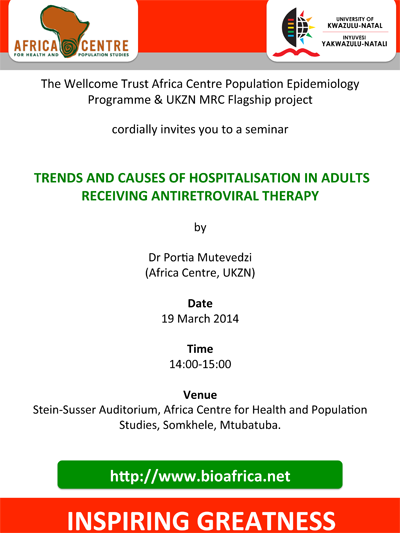 AFRICA CENTRE
FOR HEALTH AND POPULATION STUDIES
UNIVERSITY OF
KWAZULU-NATAL
INYUVESI
YAKWAZULU-NATALI
The Wellcome Trust Africa Centre Population Epidemiology
Programme & UKZN MRC Flagship project
cordially invites you to a seminar
TRENDS AND CAUSES OF HOSPITALISATION IN ADULTS
RECEIVING ANTIRETROVIRAL THERAPY
by
Dr Portia Mutevedzi
(Africa Centre, UKZN)
Date
19 March 2014
Time
14:00-15:00
Venue
Stein-Susser Auditorium, Africa Centre for Health and Population
Studies, Somkhele, Mtubatuba.
http://www.bioafrica.net
INSPIRING GREATNESS